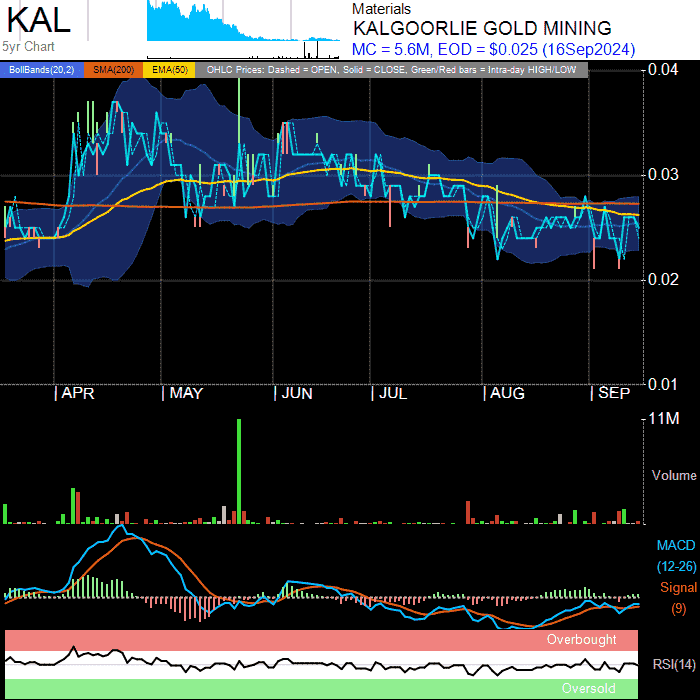 KAL
5yr Chart
Materials
KALGOORLIE GOLD MINING
MC = 5.6M, EOD = $0.025 (16Sep2024)
BollBands(20,2) SMA(200) EMA(50) OHLC Prices: Dashed = OPEN, Solid = CLOSE, Green/Red bars = Intra-day HIGH/LOW
0.04
0.03
0.02
0.01
APR MAY JUN JUL AUG SEP
11M
Volume
MACD
(12-26)
Signal
(9)
Overbought
RSI(14)
Oversold